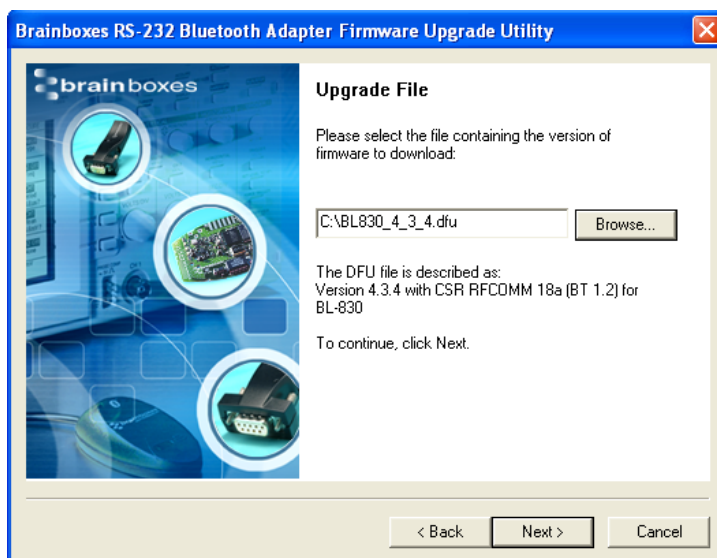 Brainboxes RS-232 Bluetooth Adapter Firmware Upgrade Utility
brainboxes
Upgrade File
Please select the file containing the version of
firmware to download:
C:\BL830_4_3_4.dfu
Browse...
The DFU file is described as:
Version 4.3.4 with CSR RFCOMM 18a (BT 1.2) for
BL-830
To continue, click Next.
< Back
Next >
Cancel